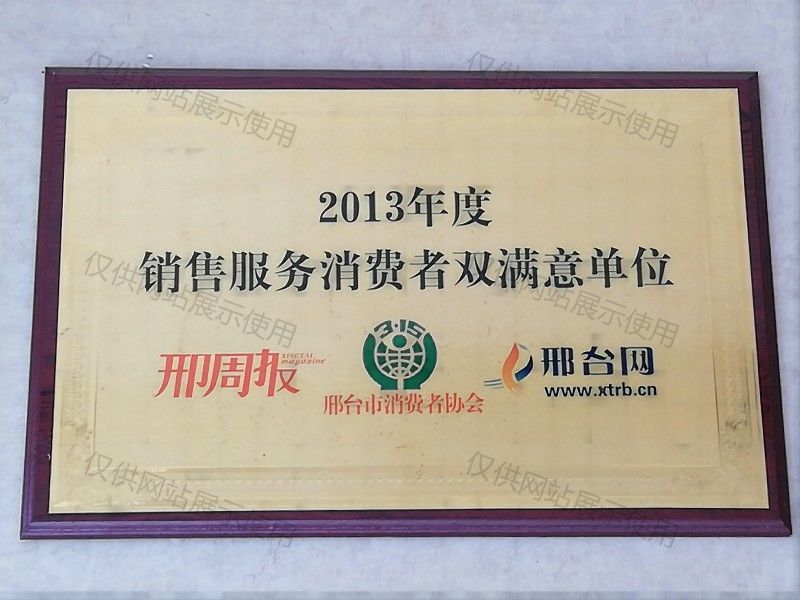 仅供网站展示使用
仅供网站展示使用
2013年度
销售服务消费者双满意单位
仅供网站展示使用
仅供网站展示使用
邢周报
XINGTAI
magazine
3·15
邢台市消费者协会
邢台网
www.xtrb.cn
仅供网站展示使用
仅供网站展示使用